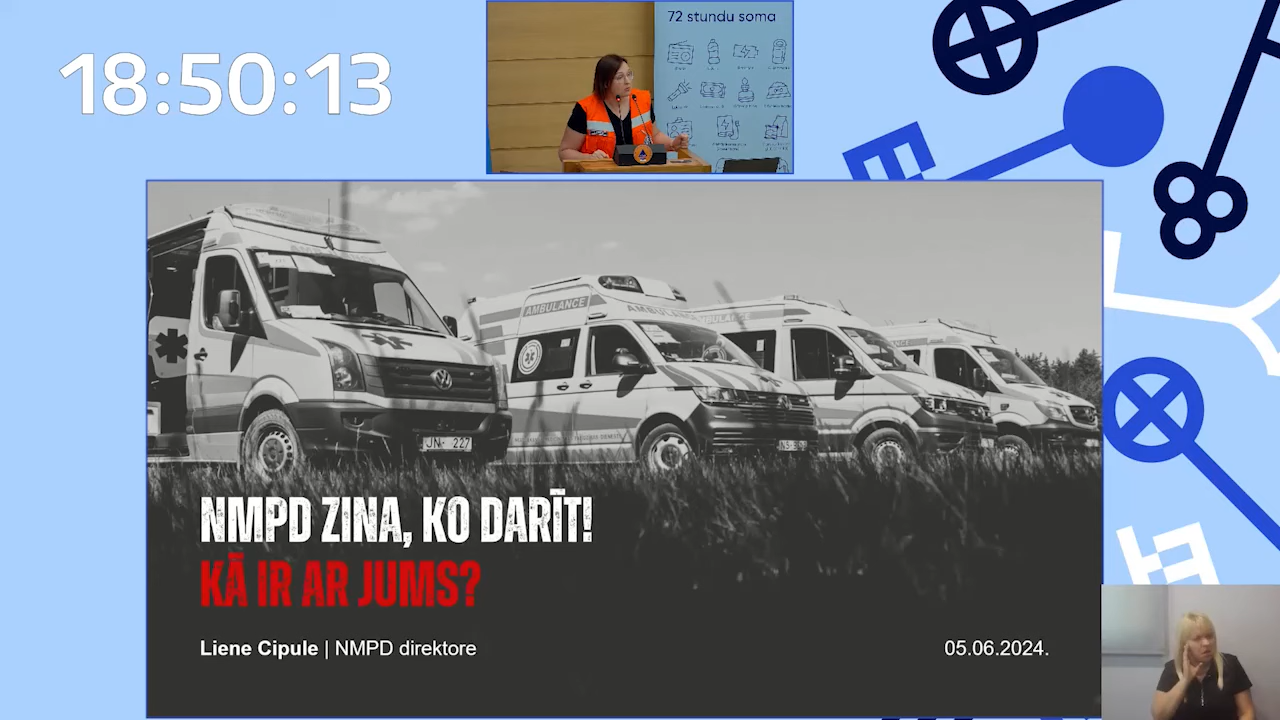 18:50:13
72 stundu soma
AMBULANCE
AMBULANCE
JN- 227
NMPD ZINA, KO DARĪT!
KĀ IR AR JUMS?
Liene Cipule | NMPD direktore
05.06.2024.